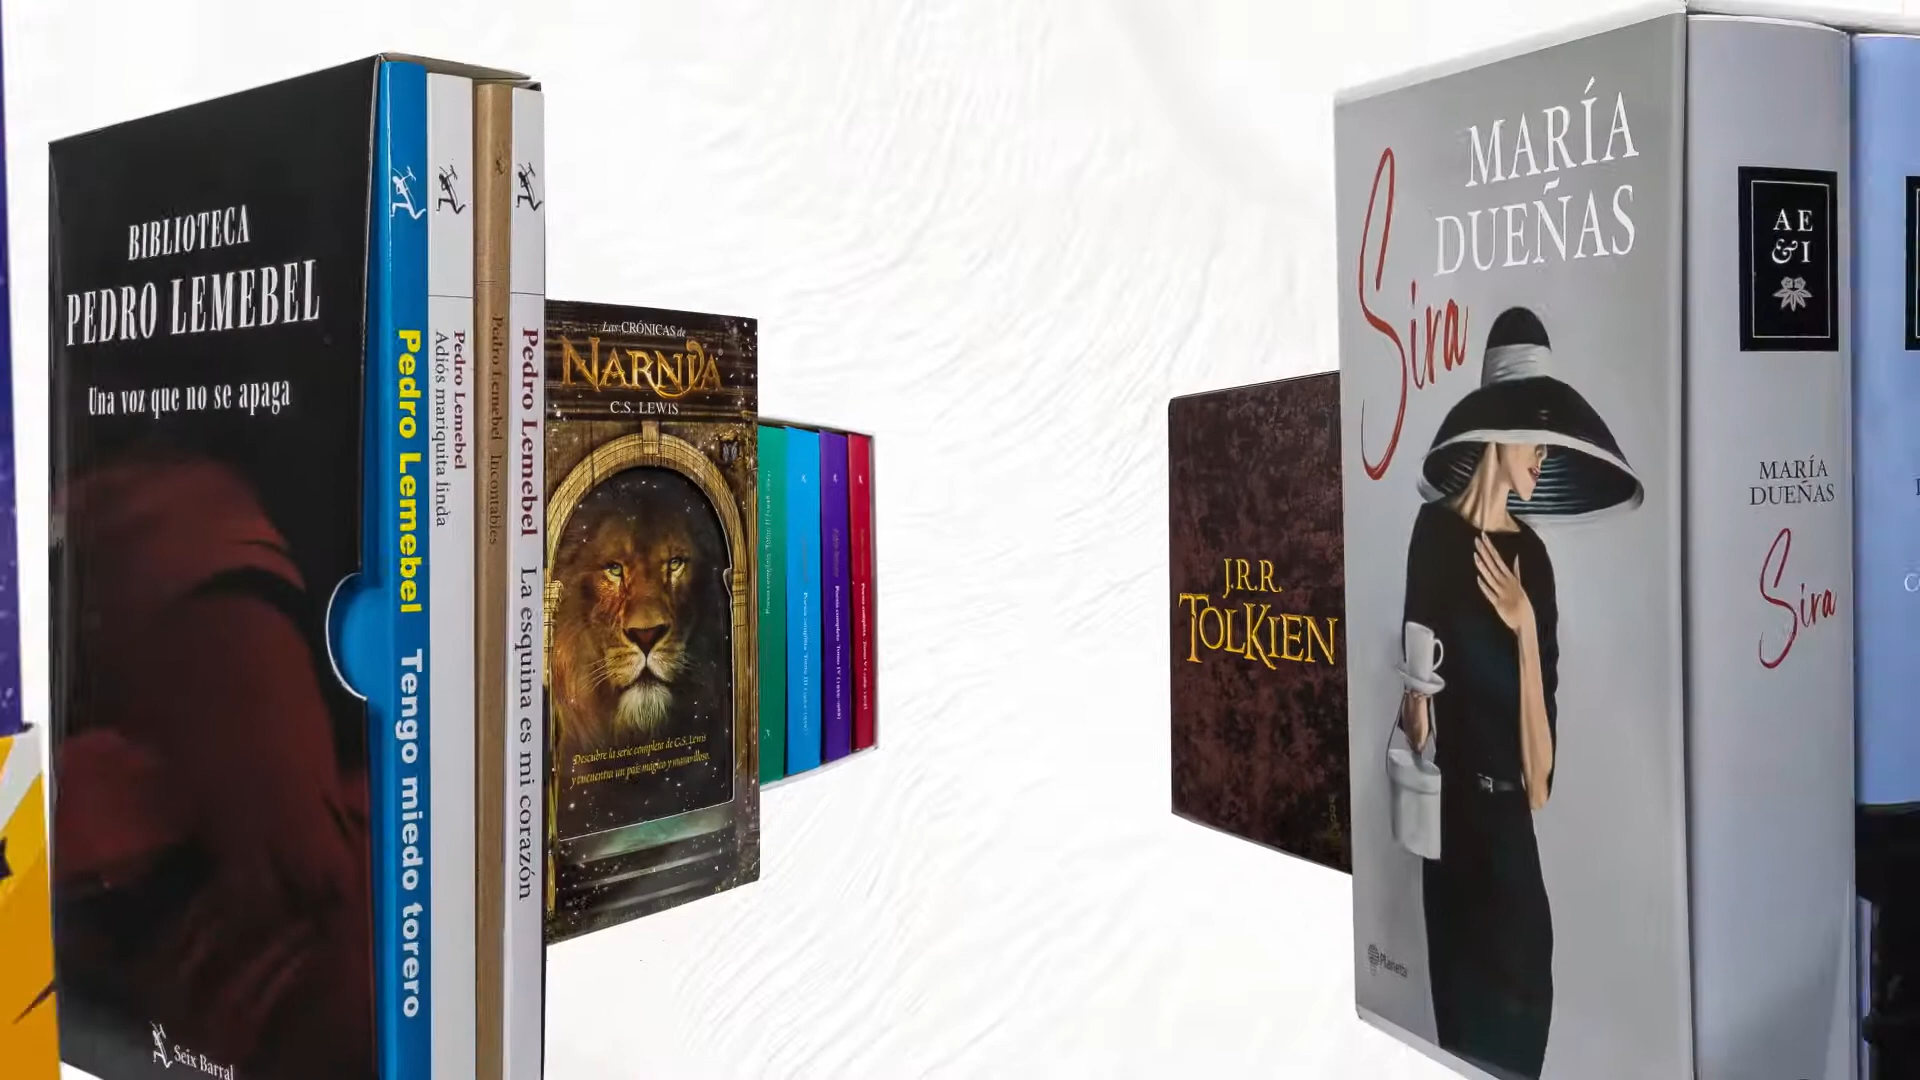 BIBLIOTECA
PEDRO LEMEBEL
Una voz que no se apaga
Seix Barral
Pedro Lemebel Tengo miedo torero
Pedro Lemebel
Adiós mariquita linda
Pedro Lemebel Incontables
Pedro Lemebel La esquina es mi corazón
Las CRÓNICAS de
NARNIA
C.S. LEWIS
Descubre la serie completa de C.S. Lewis
y encuentra un país mágico y maravilloso.
J.R.R.
TOLKIEN
MARÍA
DUEÑAS
Sira
Planeta
AE
&I
MARÍA
DUEÑAS
Sira